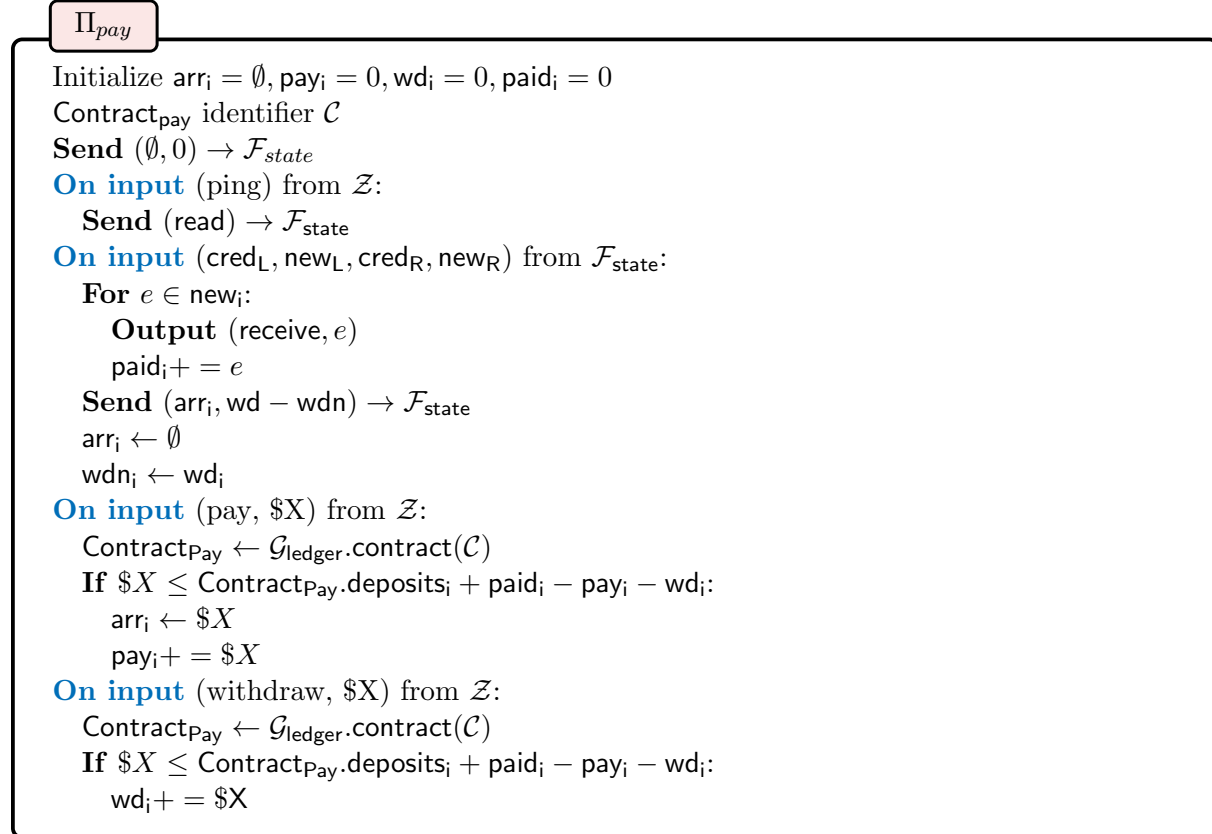 Π_pay
Initialize arr_i = ∅, pay_i = 0, wd_i = 0, paid_i = 0
Contract_pay identifier 𝒞
Send (∅, 0) → ℱ_state
On input (ping) from 𝒵:
Send (read) → ℱ_state
On input (cred_L, new_L, cred_R, new_R) from ℱ_state:
For e ∈ new_i:
Output (receive, e)
paid_i+ = e
Send (arr_i, wd − wdn) → ℱ_state
arr_i ← ∅
wdn_i ← wd_i
On input (pay, $X) from 𝒵:
Contract_Pay ← 𝒢_ledger.contract(𝒞)
If $X ≤ Contract_Pay.deposits_i + paid_i − pay_i − wd_i:
arr_i ← $X
pay_i+ = $X
On input (withdraw, $X) from 𝒵:
Contract_Pay ← 𝒢_ledger.contract(𝒞)
If $X ≤ Contract_Pay.deposits_i + paid_i − pay_i − wd_i:
wd_i+ = $X